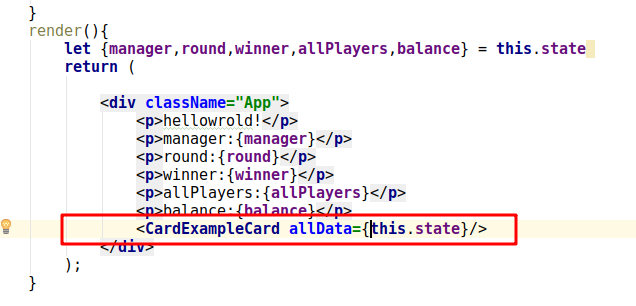 }
render(){
let {manager,round,winner,allPlayers,balance} = this.state
return (
<div className="App">
<p>hellowrold!</p>
<p>manager:{manager}</p>
<p>round:{round}</p>
<p>winner:{winner}</p>
<p>allPlayers:{allPlayers}</p>
<p>balance:{balance}</p>
<CardExampleCard allData={this.state}/>
</div>
);
}